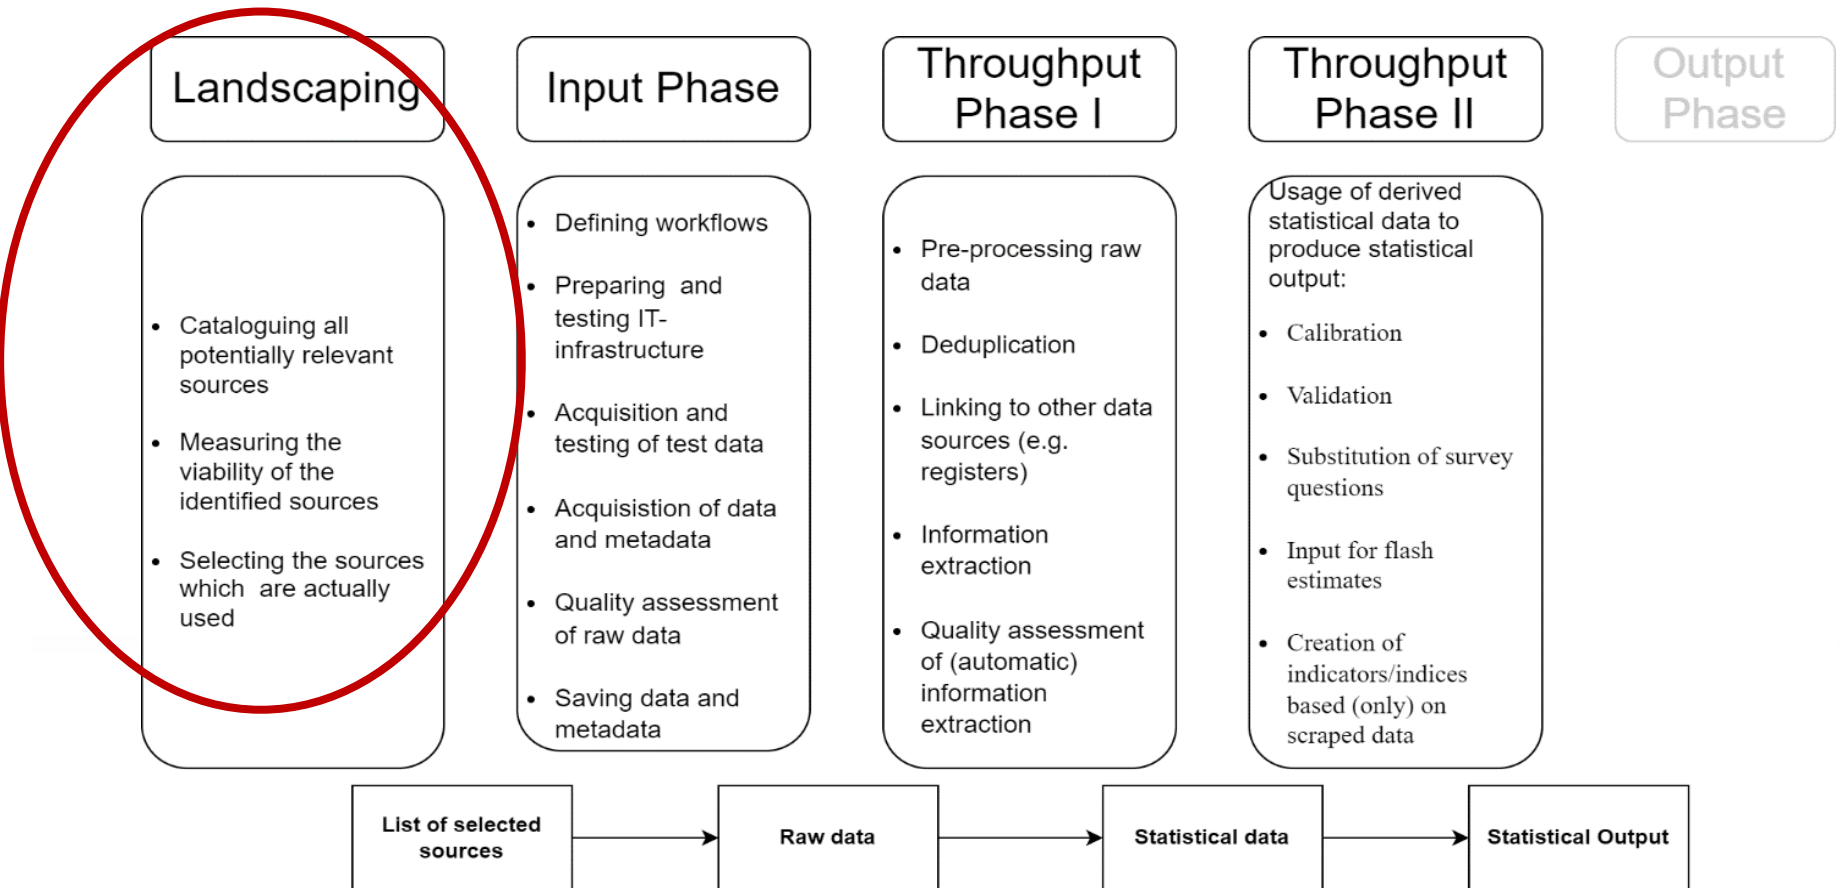 Landscaping
Input Phase
Throughput
Phase I
Throughput
Phase II
Output
Phase
• Cataloguing all
potentially relevant
sources
• Measuring the
viability of the
identified sources
• Selecting the sources
which are actually
used
• Defining workflows
• Preparing and
testing IT-
infrastructure
• Acquisition and
testing of test data
• Acquisistion of data
and metadata
• Quality assessment
of raw data
• Saving data and
metadata
• Pre-processing raw
data
• Deduplication
• Linking to other data
sources (e.g.
registers)
• Information
extraction
• Quality assessment
of (automatic)
information
extraction
Usage of derived
statistical data to
produce statistical
output:
• Calibration
• Validation
• Substitution of survey
questions
• Input for flash
estimates
• Creation of
indicators/indices
based (only) on
scraped data
List of selected
sources
Raw data
Statistical data
Statistical Output